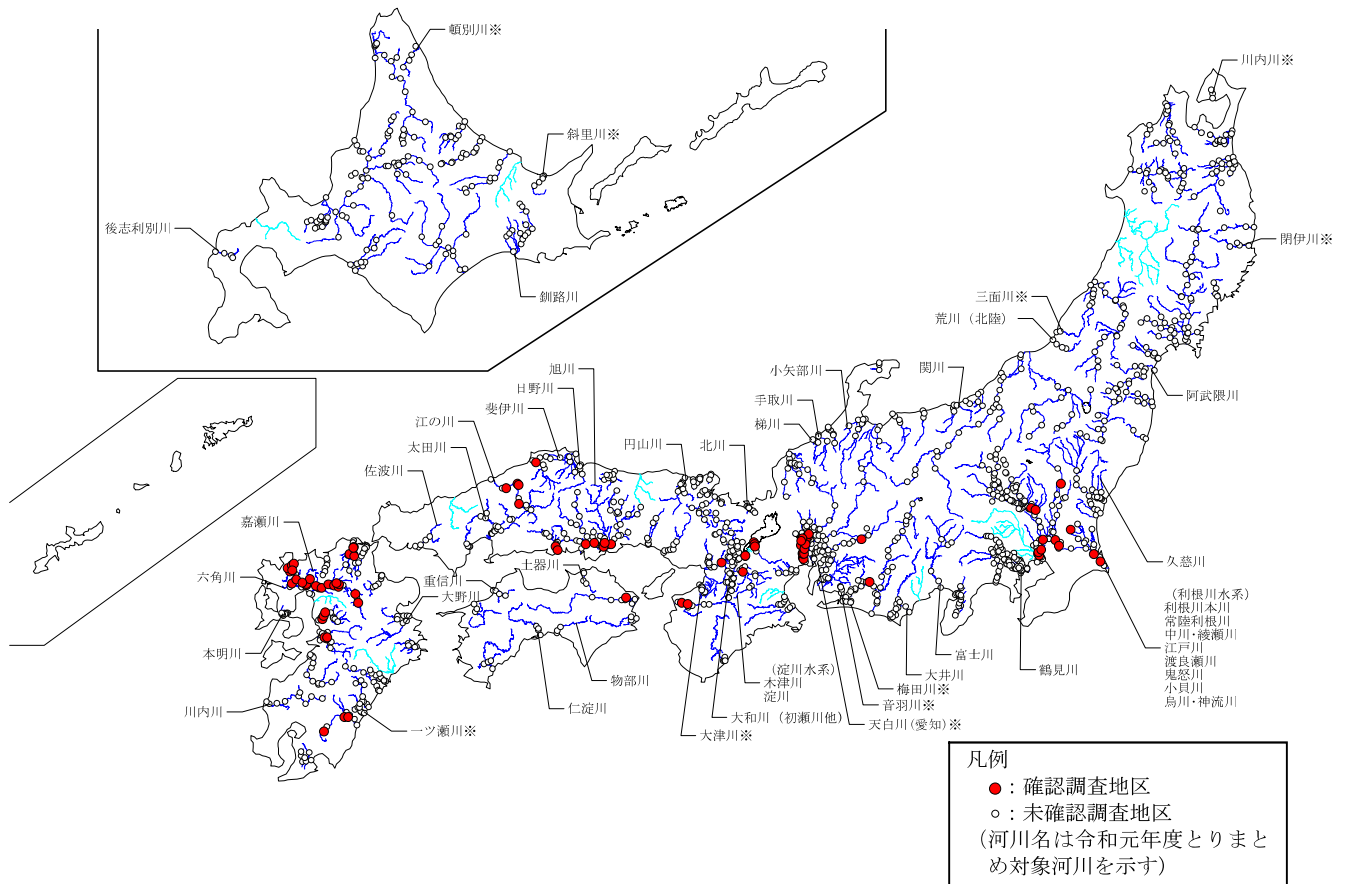 頓別川※
川内川※
斜里川※
後志利別川
釧路川
閉伊川※
三面川※
荒川（北陸）
旭川
日野川
斐伊川
江の川
太田川
佐波川
円山川
北川
小矢部川
手取川
梯川
関川
阿武隈川
嘉瀬川
六角川
重信川
大野川
土器川
本明川
川内川
一ツ瀬川※
物部川
仁淀川
（淀川水系）
木津川
淀川
大和川（初瀬川他）
大津川※
富士川
大井川
梅田川※
音羽川※
天白川(愛知)※
鶴見川
久慈川
（利根川水系）
利根川本川
常陸利根川
中川・綾瀬川
江戸川
渡良瀬川
鬼怒川
小貝川
烏川・神流川
凡例
●：確認調査地区
○：未確認調査地区
（河川名は令和元年度とりまと
め対象河川を示す）